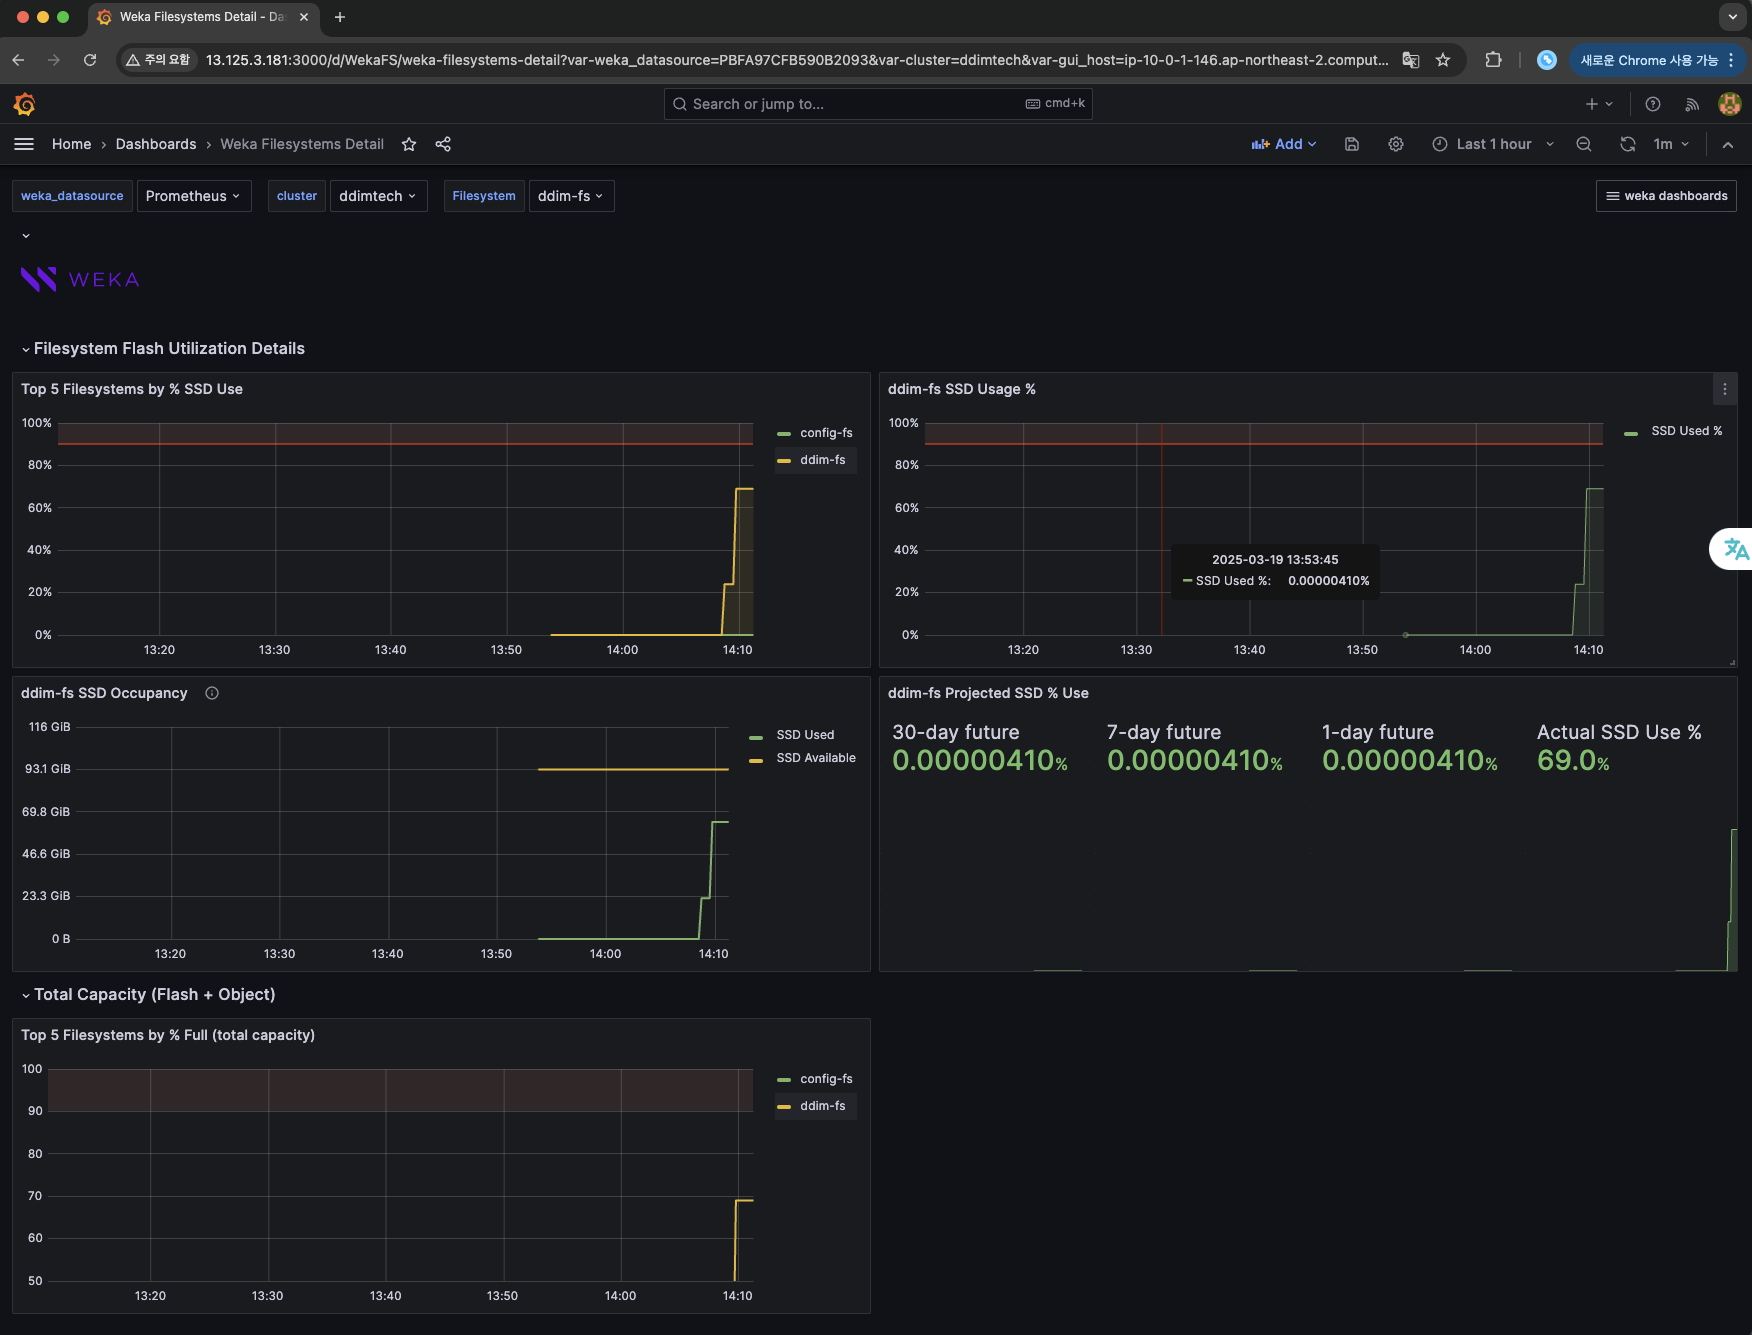 Weka Filesystems Detail - Da
주의 요함
13.125.3.181:3000/d/WekaFS/weka-filesystems-detail?var-weka_datasource=PBFA97CFB590B2093&var-cluster=ddimtech&var-gui_host=ip-10-0-1-146.ap-northeast-2.comput...
새로운 Chrome 사용 가능
Search or jump to...
cmd+k
Home › Dashboards › Weka Filesystems Detail
Add
Last 1 hour
1m
weka_datasource Prometheus cluster ddimtech Filesystem ddim-fs
weka dashboards
WEKA
Filesystem Flash Utilization Details
Top 5 Filesystems by % SSD Use
100%
80%
60%
40%
20%
0%
13:20 13:30 13:40 13:50 14:00 14:10
config-fs
ddim-fs
ddim-fs SSD Usage %
100%
80%
60%
40%
20%
0%
13:20 13:30 13:40 13:50 14:00 14:10
SSD Used %
2025-03-19 13:53:45
SSD Used %: 0.00000410%
ddim-fs SSD Occupancy
116 GiB
93.1 GiB
69.8 GiB
46.6 GiB
23.3 GiB
0 B
13:20 13:30 13:40 13:50 14:00 14:10
SSD Used
SSD Available
ddim-fs Projected SSD % Use
30-day future
0.00000410%
7-day future
0.00000410%
1-day future
0.00000410%
Actual SSD Use %
69.0%
Total Capacity (Flash + Object)
Top 5 Filesystems by % Full (total capacity)
100
90
80
70
60
50
13:20 13:30 13:40 13:50 14:00 14:10
config-fs
ddim-fs